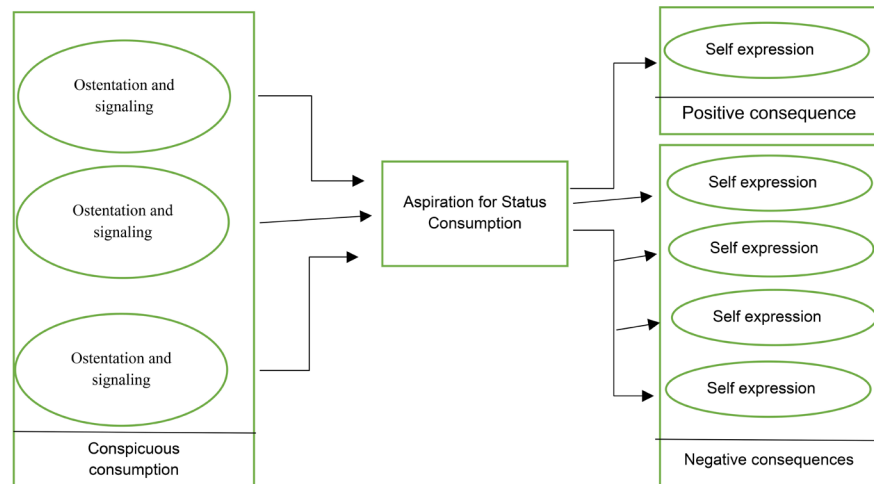 Ostentation and
signaling
Ostentation and
signaling
Ostentation and
signaling
Conspicuous
consumption
Aspiration for Status
Consumption
Self expression
Positive consequence
Self expression
Self expression
Self expression
Self expression
Negative consequences